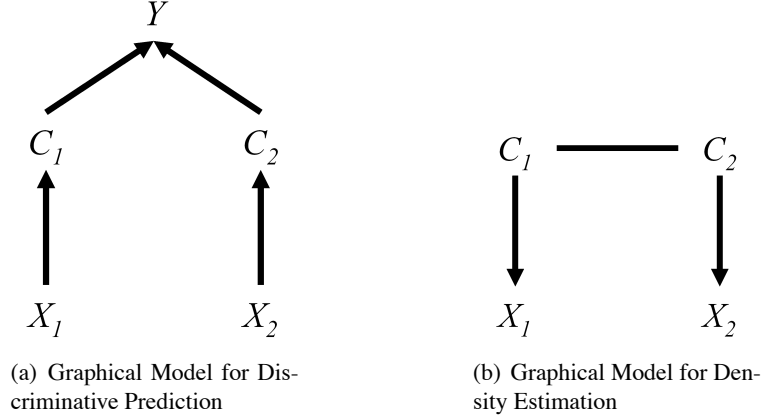 Y
C1 C2
C1 C2
X1 X2
X1 X2
(a) Graphical Model for Dis-
criminative Prediction
(b) Graphical Model for Den-
sity Estimation